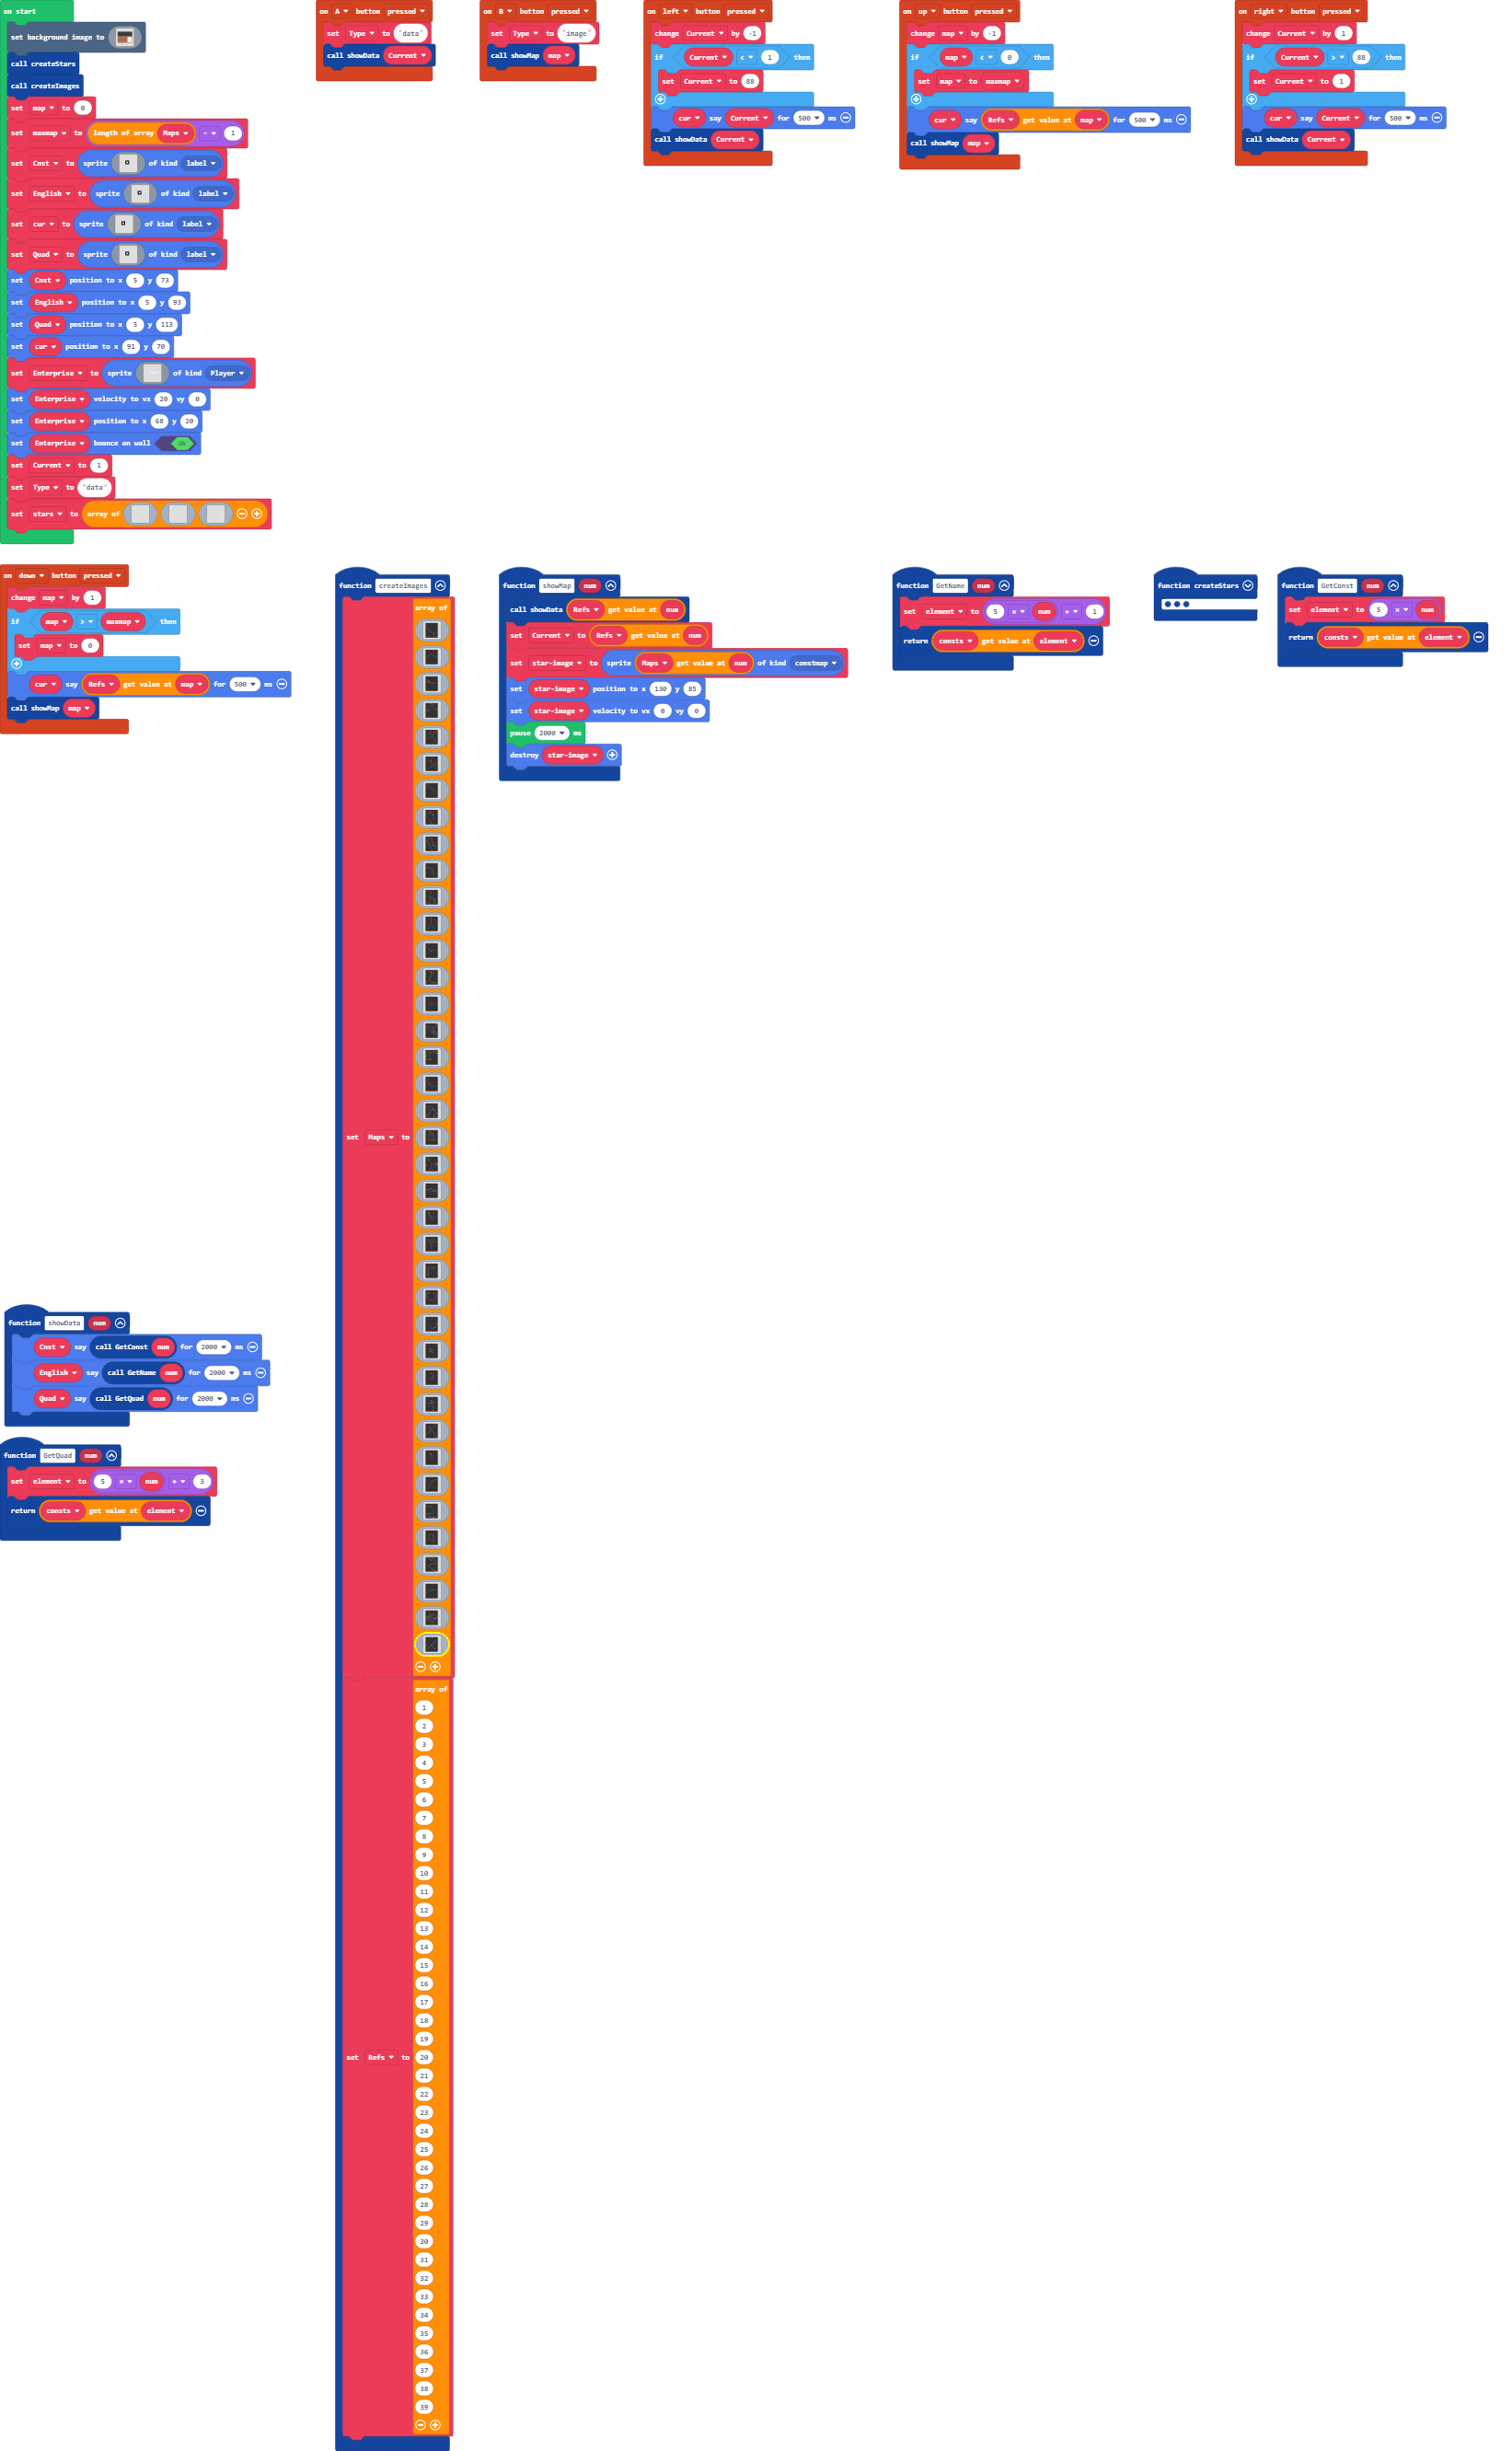 on start
set background image to
call createStars
call createImages
set map to 0
set maxmap to length of array Maps - 1
set Cnst to sprite of kind label
set English to sprite of kind label
set cur to sprite of kind label
set Quad to sprite of kind label
set Cnst position to x 5 y 73
set English position to x 5 y 93
set Quad position to x 5 y 113
set cur position to x 91 y 70
set Enterprise to sprite of kind Player
set Enterprise velocity to vx 20 vy 0
set Enterprise position to x 68 y 20
set Enterprise bounce on wall ON
set Current to 1
set Type to "data"
set stars to array of
on A button pressed
set Type to "data"
call showData Current
on B button pressed
set Type to "image"
call showMap map
on left button pressed
change Current by -1
if Current < 1 then
set Current to 88
cur say Current for 500 ms
call showData Current
on up button pressed
change map by -1
if map < 0 then
set map to maxmap
cur say Refs get value at map for 500 ms
call showMap map
on right button pressed
change Current by 1
if Current > 88 then
set Current to 1
cur say Current for 500 ms
call showData Current
on down button pressed
change map by 1
if map > maxmap then
set map to 0
cur say Refs get value at map for 500 ms
call showMap map
function createImages
array of
set Maps to
array of
1
2
3
4
5
6
7
8
9
10
11
12
13
14
15
16
17
18
19
set Refs to 20
21
22
23
24
25
26
27
28
29
30
31
32
33
34
35
36
37
38
39
function showMap num
call showData Refs get value at num
set Current to Refs get value at num
set star-image to sprite Maps get value at num of kind constmap
set star-image position to x 130 y 85
set star-image velocity to vx 0 vy 0
pause 2000 ms
destroy star-image
function GetName num
set element to 5 × num + 1
return consts get value at element
function createStars
function GetConst num
set element to 5 × num
return consts get value at element
function showData num
Cnst say call GetConst num for 2000 ms
English say call GetName num for 2000 ms
Quad say call GetQuad num for 2000 ms
function GetQuad num
set element to 5 × num + 3
return consts get value at element